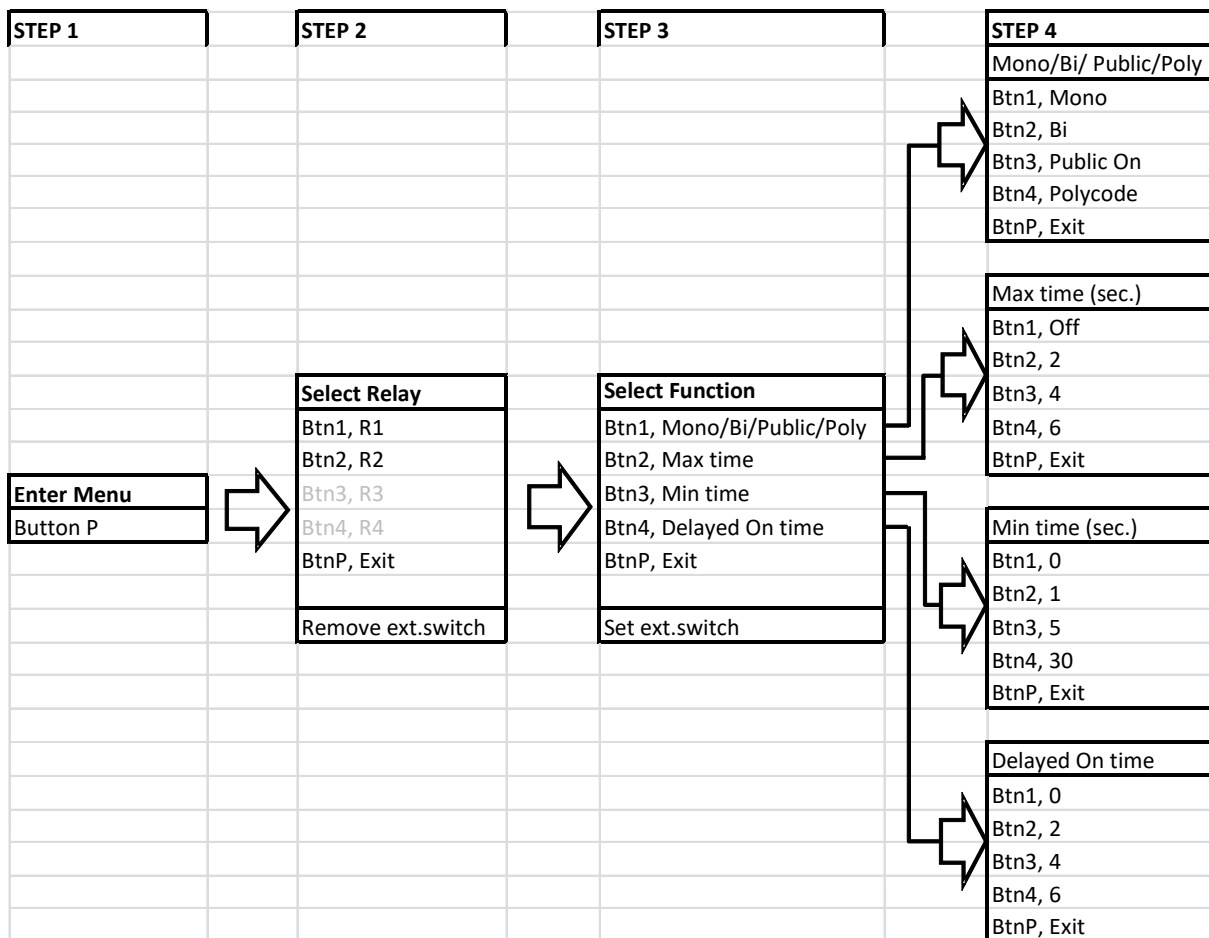 STEP 1
STEP 2
STEP 3
STEP 4
Enter Menu
Button P
Select Relay
Btn1, R1
Btn2, R2
Btn3, R3
Btn4, R4
BtnP, Exit
Remove ext.switch
Select Function
Btn1, Mono/Bi/Public/Poly
Btn2, Max time
Btn3, Min time
Btn4, Delayed On time
BtnP, Exit
Set ext.switch
Mono/Bi/ Public/Poly
Btn1, Mono
Btn2, Bi
Btn3, Public On
Btn4, Polycode
BtnP, Exit
Max time (sec.)
Btn1, Off
Btn2, 2
Btn3, 4
Btn4, 6
BtnP, Exit
Min time (sec.)
Btn1, 0
Btn2, 1
Btn3, 5
Btn4, 30
BtnP, Exit
Delayed On time
Btn1, 0
Btn2, 2
Btn3, 4
Btn4, 6
BtnP, Exit